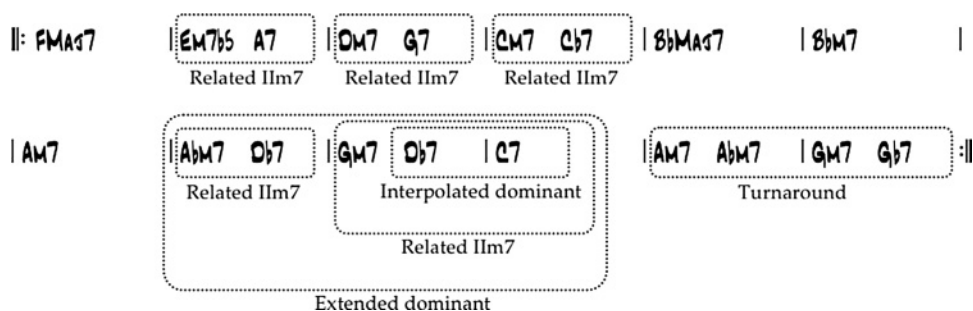 ‖: FMAJ7 | EM7b5 A7 | DM7 G7 | CM7 Cb7 | BbMAJ7 | BbM7 |
Related IIm7 Related IIm7 Related IIm7
| AM7 | AbM7 Db7 | GM7 Db7 | C7 | AM7 AbM7 | GM7 Gb7 :‖
Related IIm7 Interpolated dominant Turnaround
Related IIm7
Extended dominant